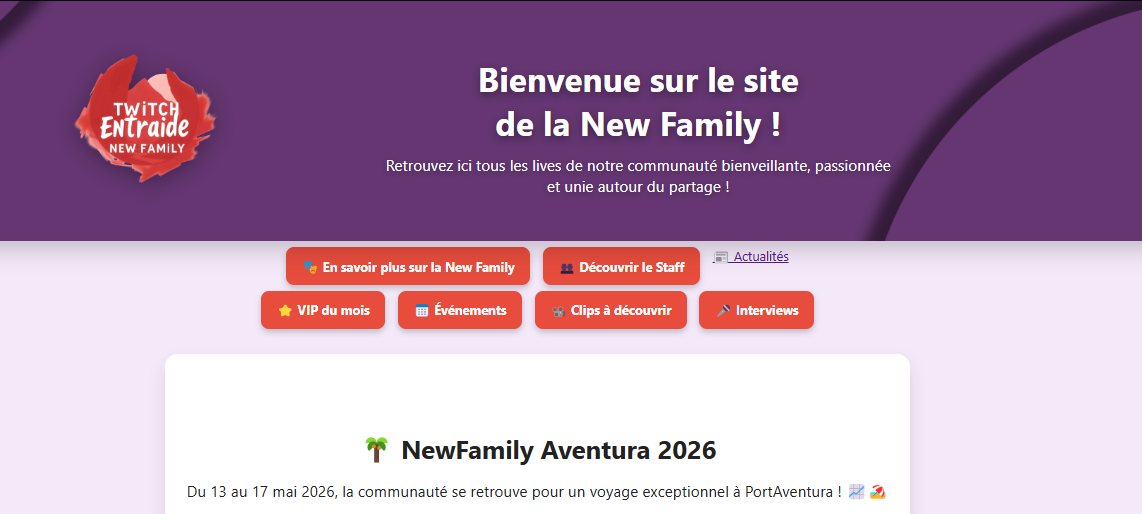 TWiTCH
ENTRAIDE
NEW FAMiLY
Bienvenue sur le site
de la New Family !
Retrouvez ici tous les lives de notre communauté bienveillante, passionnée
et unie autour du partage !
🎭 En savoir plus sur la New Family 👥 Découvrir le Staff 📰 Actualités
⭐ VIP du mois 📅 Événements 🎬 Clips à découvrir 🎤 Interviews
🌴 NewFamily Aventura 2026
Du 13 au 17 mai 2026, la communauté se retrouve pour un voyage exceptionnel à PortAventura ! 📈 🏖️